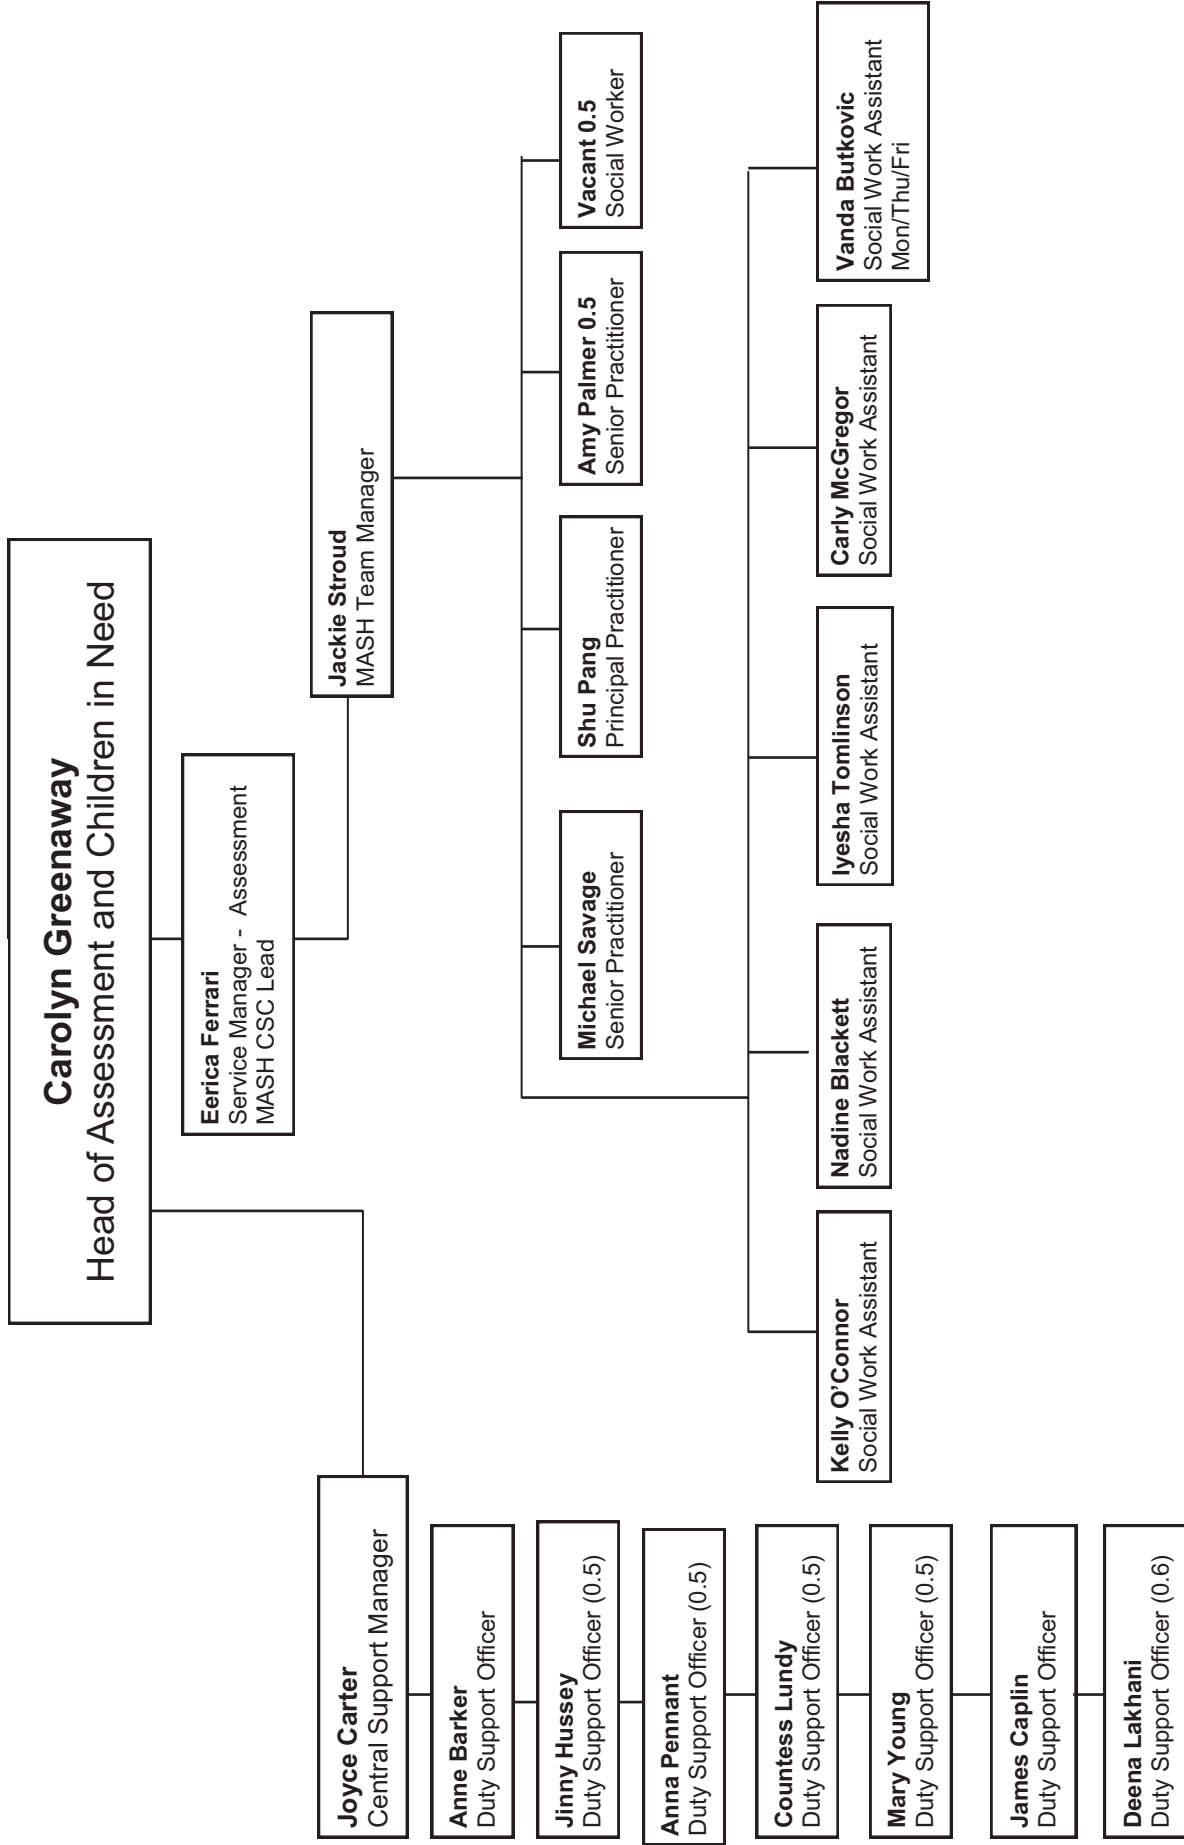 Carolyn Greenaway
Head of Assessment and Children in Need
Eerica Ferrari
Service Manager - Assessment
MASH CSC Lead
Jackie Stroud
MASH Team Manager
Joyce Carter
Central Support Manager
Anne Barker
Duty Support Officer
Jinny Hussey
Duty Support Officer (0.5)
Anna Pennant
Duty Support Officer (0.5)
Countess Lundy
Duty Support Officer (0.5)
Mary Young
Duty Support Officer (0.5)
James Caplin
Duty Support Officer
Deena Lakhani
Duty Support Officer (0.6)
Michael Savage
Senior Practitioner
Shu Pang
Principal Practitioner
Amy Palmer 0.5
Senior Practitioner
Vacant 0.5
Social Worker
Kelly O’Connor
Social Work Assistant
Nadine Blackett
Social Work Assistant
Iyesha Tomlinson
Social Work Assistant
Carly McGregor
Social Work Assistant
Vanda Butkovic
Social Work Assistant
Mon/Thu/Fri